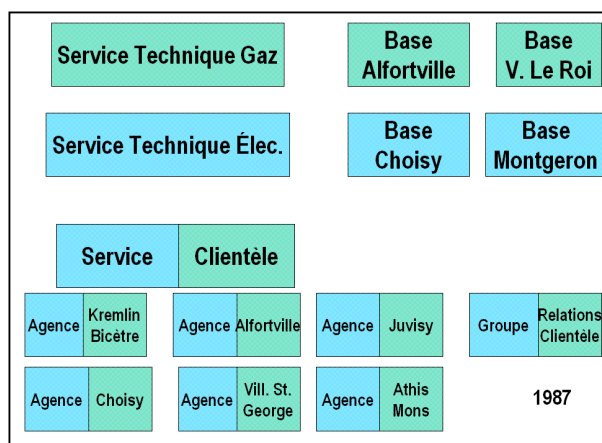 Service Technique Gaz
Base
Alfortville
Base
V. Le Roi
Service Technique Élec.
Base
Choisy
Base
Montgeron
Service Clientèle
Agence
Kremlin
Bicètre
Agence Alfortville
Agence Juvisy
Groupe
Relations
Clientèle
Agence Choisy
Agence
Vill. St.
George
Agence
Athis
Mons
1987